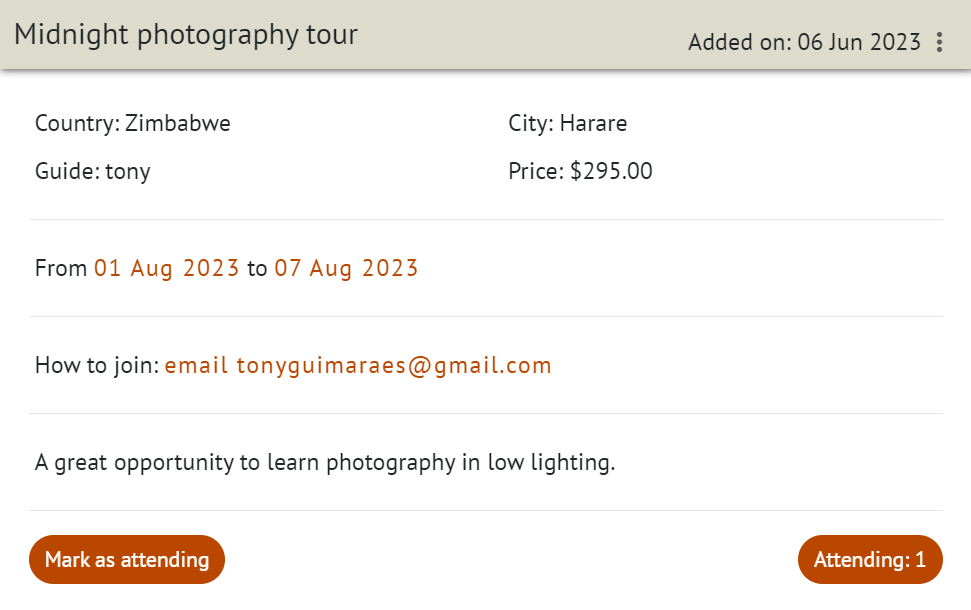 Midnight photography tour
Added on: 06 Jun 2023
Country: Zimbabwe
City: Harare
Guide: tony
Price: $295.00
From 01 Aug 2023 to 07 Aug 2023
How to join: email tonyguimaraes@gmail.com
A great opportunity to learn photography in low lighting.
Mark as attending
Attending: 1